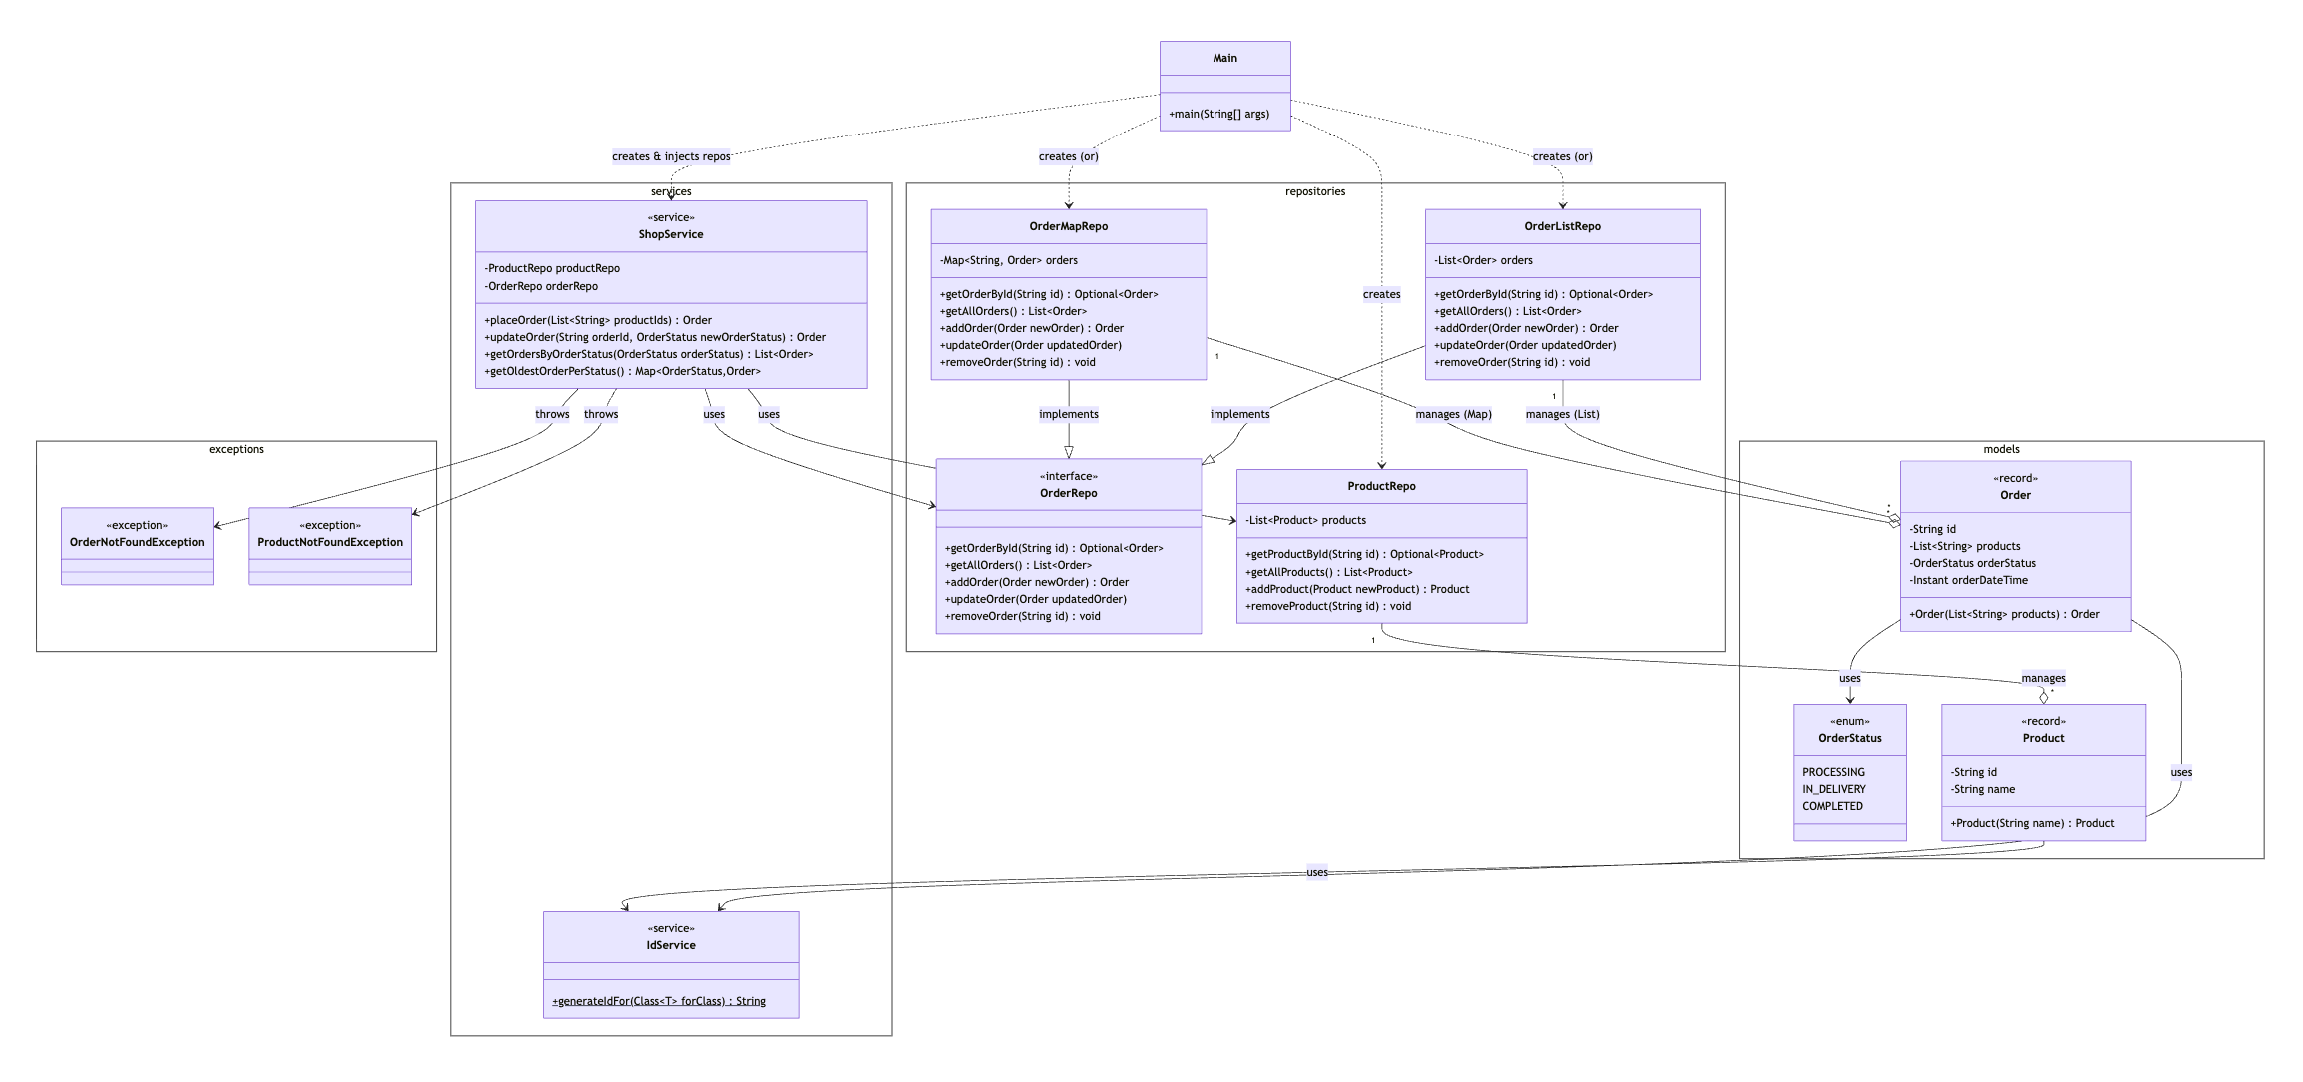 Main
+main(String[] args)
creates & injects repos
creates (or)
creates (or)
services
«service»
ShopService
-ProductRepo productRepo
-OrderRepo orderRepo
+placeOrder(List<String> productIds) : Order
+updateOrder(String orderId, OrderStatus newOrderStatus) : Order
+getOrdersByOrderStatus(OrderStatus orderStatus) : List<Order>
+getOldestOrderPerStatus() : Map<OrderStatus,Order>
repositories
OrderMapRepo
-Map<String, Order> orders
+getOrderById(String id) : Optional<Order>
+getAllOrders() : List<Order>
+addOrder(Order newOrder) : Order
+updateOrder(Order updatedOrder)
+removeOrder(String id) : void
creates
OrderListRepo
-List<Order> orders
+getOrderById(String id) : Optional<Order>
+getAllOrders() : List<Order>
+addOrder(Order newOrder) : Order
+updateOrder(Order updatedOrder)
+removeOrder(String id) : void
1
1
throws
throws
uses
uses
implements
implements
manages (Map)
manages (List)
exceptions
«exception»
OrderNotFoundException
«exception»
ProductNotFoundException
«interface»
OrderRepo
+getOrderById(String id) : Optional<Order>
+getAllOrders() : List<Order>
+addOrder(Order newOrder) : Order
+updateOrder(Order updatedOrder)
+removeOrder(String id) : void
ProductRepo
-List<Product> products
+getProductById(String id) : Optional<Product>
+getAllProducts() : List<Product>
+addProduct(Product newProduct) : Product
+removeProduct(String id) : void
1
models
*
*
«record»
Order
-String id
-List<String> products
-OrderStatus orderStatus
-Instant orderDateTime
+Order(List<String> products) : Order
uses
manages
*
«enum»
OrderStatus
PROCESSING
IN_DELIVERY
COMPLETED
«record»
Product
-String id
-String name
+Product(String name) : Product
uses
uses
«service»
IdService
+generateIdFor(Class<T> forClass) : String